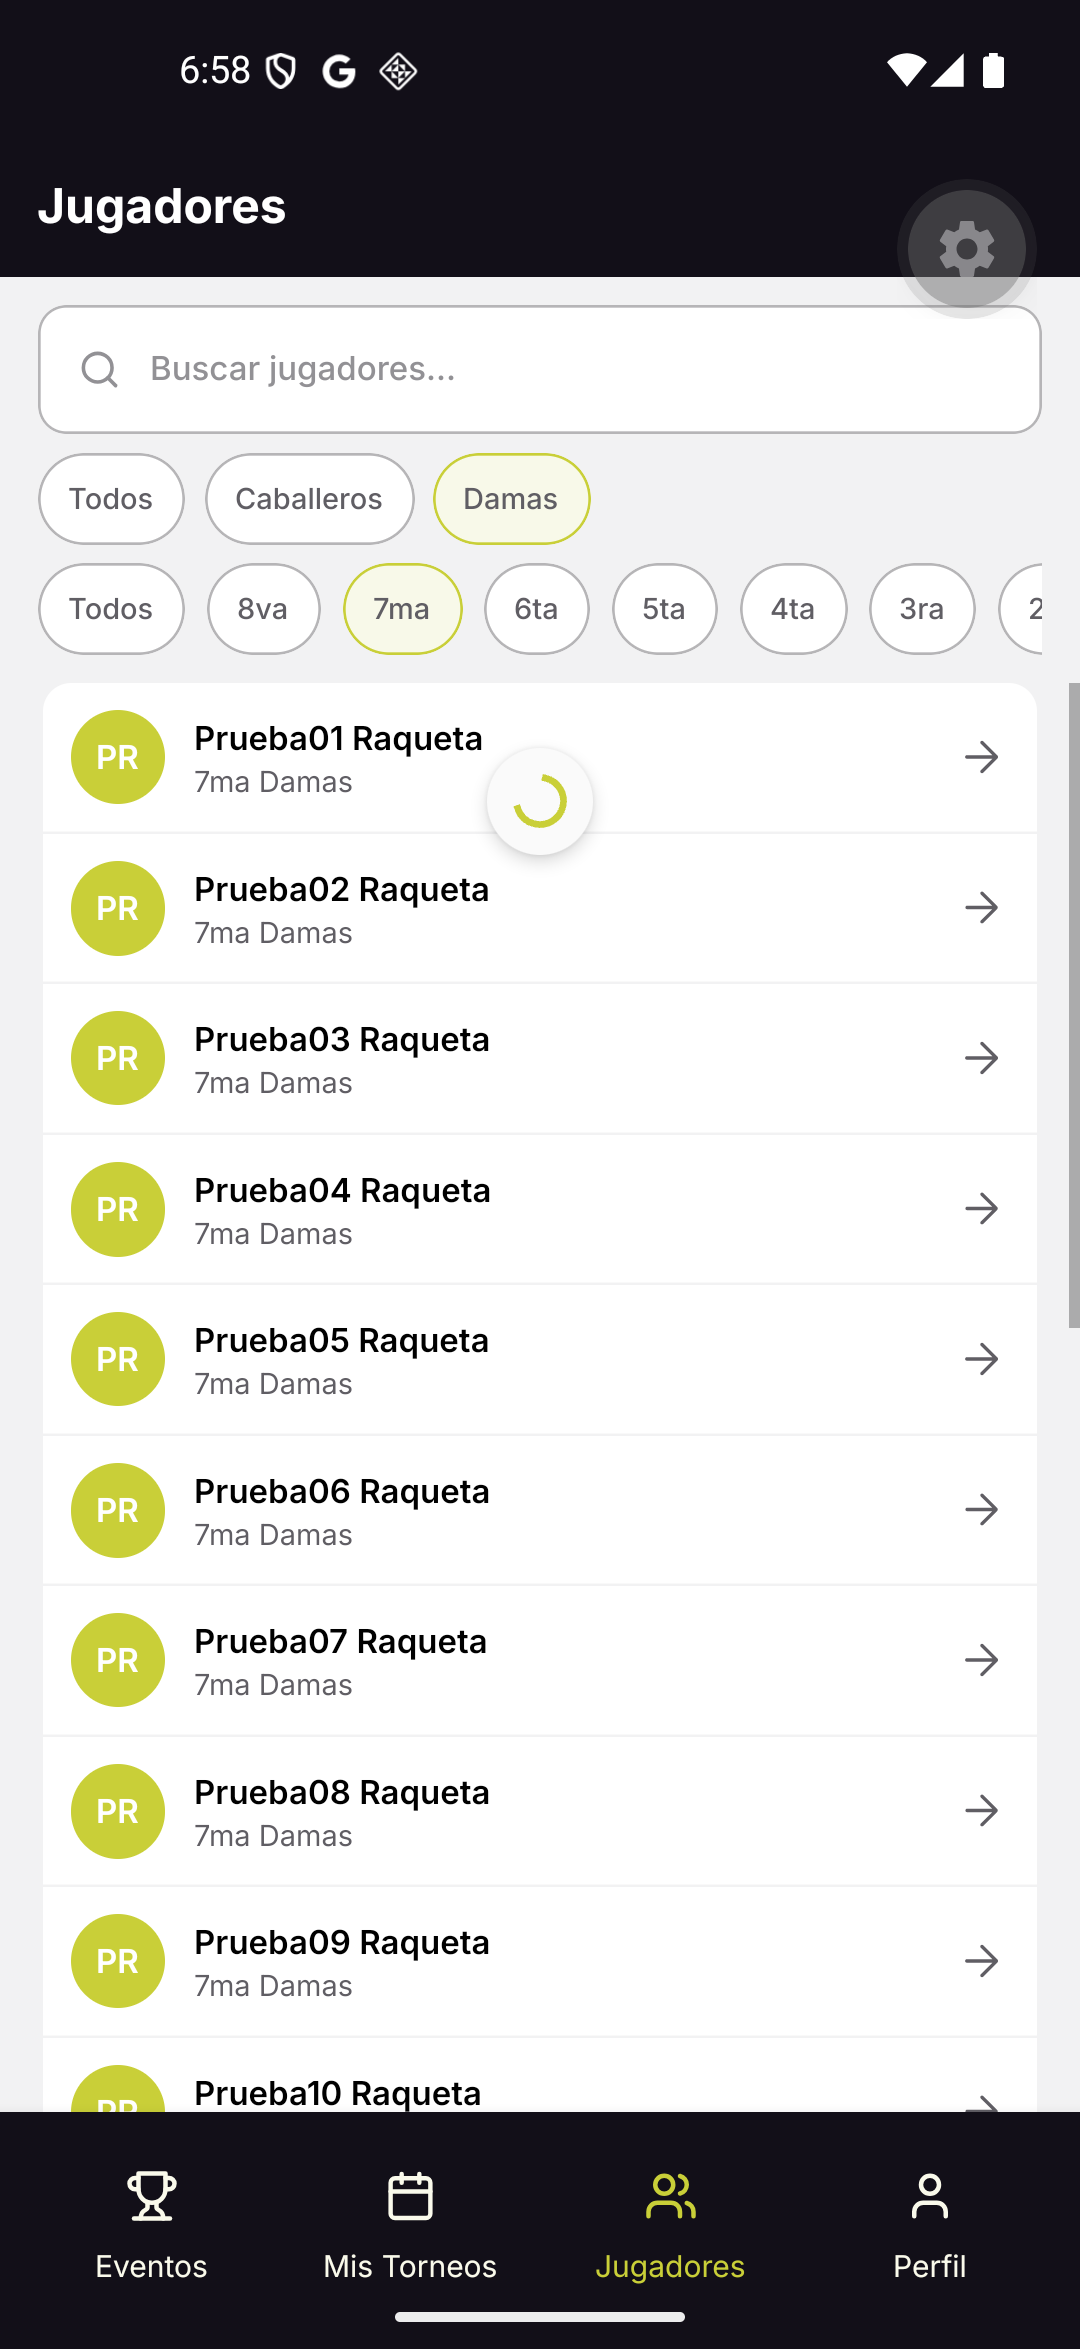 6:58
Jugadores
Buscar jugadores...
Todos Caballeros Damas
Todos 8va 7ma 6ta 5ta 4ta 3ra 2
PR Prueba01 Raqueta
7ma Damas
PR Prueba02 Raqueta
7ma Damas
PR Prueba03 Raqueta
7ma Damas
PR Prueba04 Raqueta
7ma Damas
PR Prueba05 Raqueta
7ma Damas
PR Prueba06 Raqueta
7ma Damas
PR Prueba07 Raqueta
7ma Damas
PR Prueba08 Raqueta
7ma Damas
PR Prueba09 Raqueta
7ma Damas
PR Prueba10 Raqueta
Eventos Mis Torneos Jugadores Perfil